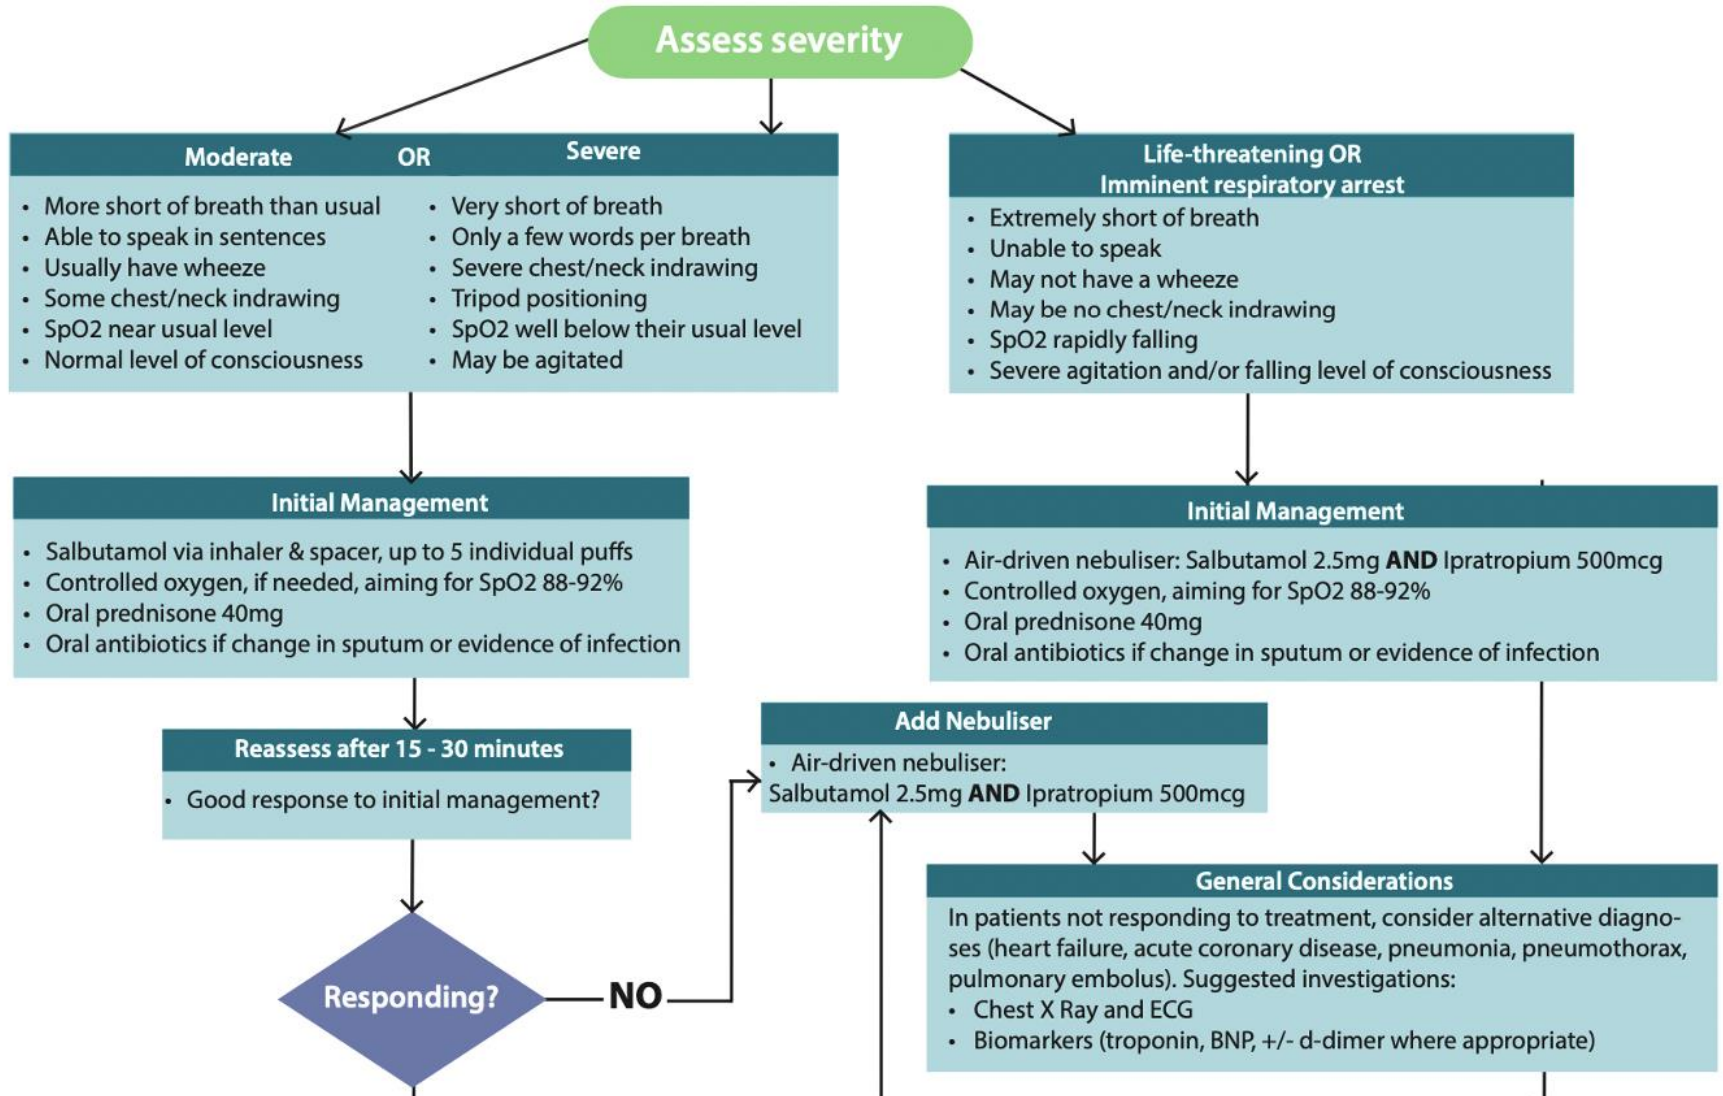 Assess severity
Moderate OR Severe
• More short of breath than usual
• Able to speak in sentences
• Usually have wheeze
• Some chest/neck indrawing
• SpO2 near usual level
• Normal level of consciousness
• Very short of breath
• Only a few words per breath
• Severe chest/neck indrawing
• Tripod positioning
• SpO2 well below their usual level
• May be agitated
Life-threatening OR
Imminent respiratory arrest
• Extremely short of breath
• Unable to speak
• May not have a wheeze
• May be no chest/neck indrawing
• SpO2 rapidly falling
• Severe agitation and/or falling level of consciousness
Initial Management
• Salbutamol via inhaler & spacer, up to 5 individual puffs
• Controlled oxygen, if needed, aiming for SpO2 88-92%
• Oral prednisone 40mg
• Oral antibiotics if change in sputum or evidence of infection
Initial Management
• Air-driven nebuliser: Salbutamol 2.5mg AND Ipratropium 500mcg
• Controlled oxygen, aiming for SpO2 88-92%
• Oral prednisone 40mg
• Oral antibiotics if change in sputum or evidence of infection
Reassess after 15 - 30 minutes
• Good response to initial management?
Add Nebuliser
• Air-driven nebuliser:
Salbutamol 2.5mg AND Ipratropium 500mcg
Responding?
NO
General Considerations
In patients not responding to treatment, consider alternative diagno-
ses (heart failure, acute coronary disease, pneumonia, pneumothorax,
pulmonary embolus). Suggested investigations:
• Chest X Ray and ECG
• Biomarkers (troponin, BNP, +/- d-dimer where appropriate)